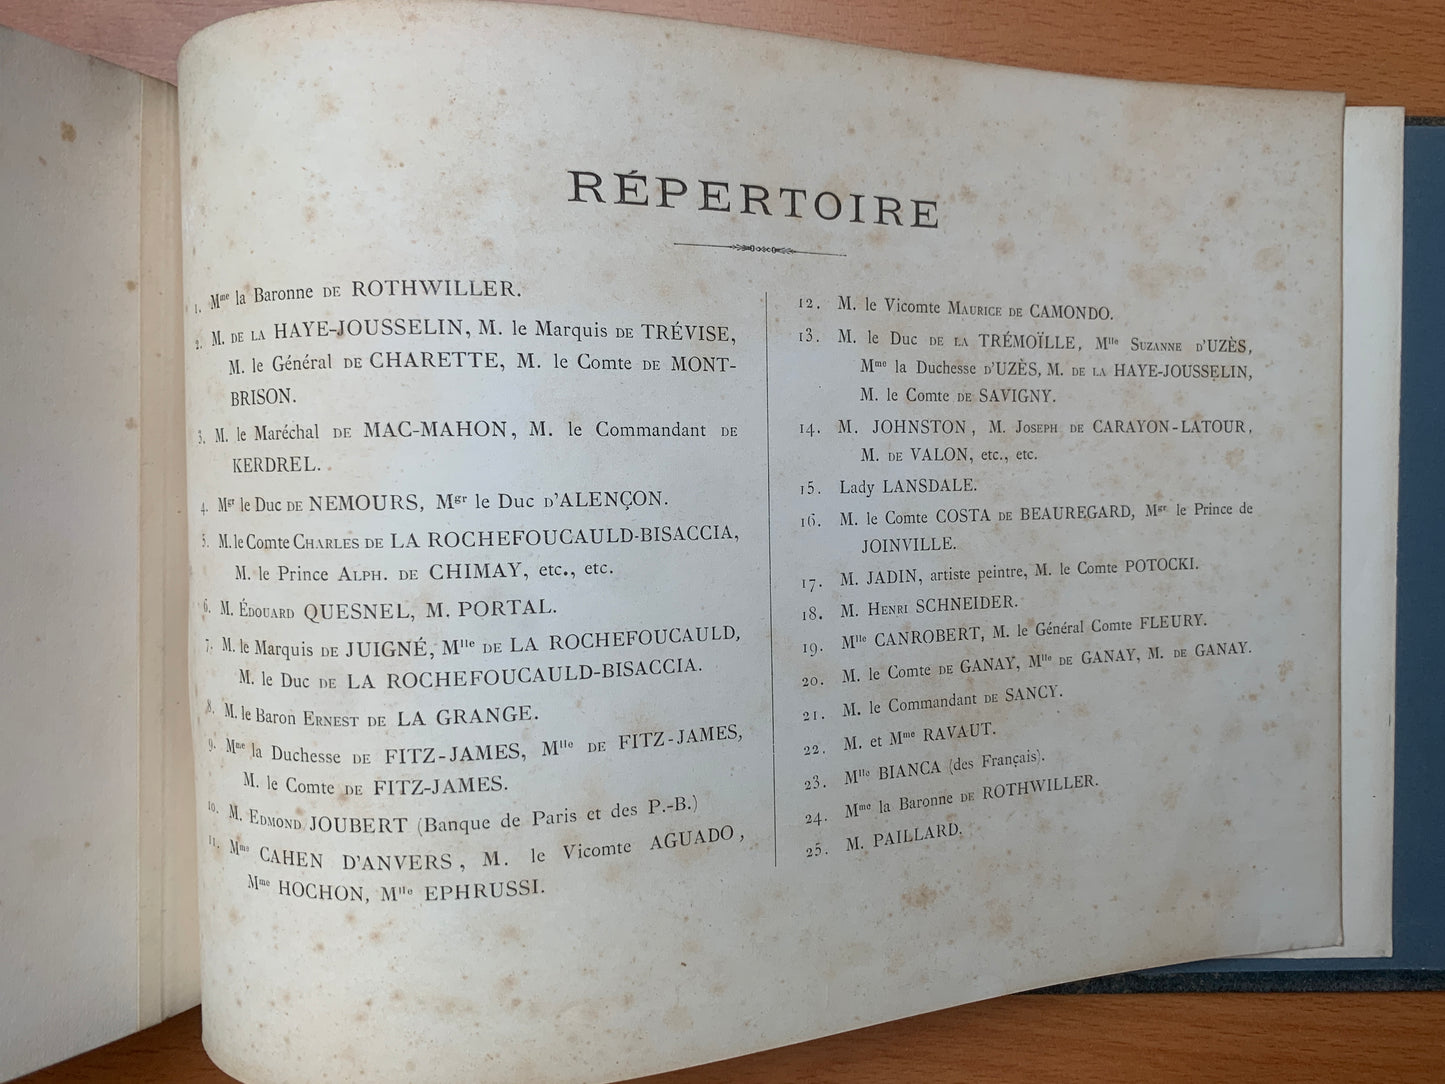 RÉPERTOIRE
1. Mme la Baronne DE ROTHWILLER.
2. M. DE LA HAYE-JOUSSELIN, M. le Marquis DE TRÉVISE,
M. le Général DE CHARETTE, M. le Comte DE MONT-
BRISON.
3. M. le Maréchal DE MAC-MAHON, M. le Commandant DE
KERDREL.
4. Mgr le Duc DE NEMOURS, Mgr le Duc D'ALENÇON.
5. M. le Comte CHARLES DE LA ROCHEFOUCAULD-BISACCIA,
M. le Prince ALPH. DE CHIMAY, etc., etc.
6. M. ÉDOUARD QUESNEL, M. PORTAL.
7. M. le Marquis DE JUIGNÉ, Mlle DE LA ROCHEFOUCAULD,
M. le Duc DE LA ROCHEFOUCAULD-BISACCIA.
8. M. le Baron ERNEST DE LA GRANGE.
9. Mme la Duchesse DE FITZ-JAMES, Mlle DE FITZ-JAMES,
M. le Comte DE FITZ-JAMES.
10. M. EDMOND JOUBERT (Banque de Paris et des P.-B.)
11. Mme CAHEN D'ANVERS, M. le Vicomte AGUADO,
Mme HOCHON, Mlle EPHRUSSI.
12. M. le Vicomte MAURICE DE CAMONDO.
13. M. le Duc DE LA TRÉMOÏLLE, Mlle SUZANNE D'UZÈS,
Mme la Duchesse D'UZÈS, M. DE LA HAYE-JOUSSELIN,
M. le Comte DE SAVIGNY.
14. M. JOHNSTON, M. JOSEPH DE CARAYON-LATOUR,
M. DE VALON, etc., etc.
15. Lady LANSDALE.
16. M. le Comte COSTA DE BEAUREGARD, Mgr le Prince de
JOINVILLE.
17. M. JADIN, artiste peintre, M. le Comte POTOCKI.
18. M. HENRI SCHNEIDER.
19. Mlle CANROBERT, M. le Général Comte FLEURY.
20. M. le Comte DE GANAY, Mlle DE GANAY, M. DE GANAY.
21. M. le Commandant DE SANCY.
22. M. et Mme RAVAUT.
23. Mlle BIANCA (des Français).
24. Mme la Baronne DE ROTHWILLER.
25. M. PAILLARD.